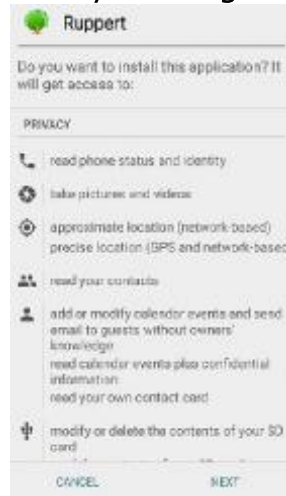 Ruppert
Do you want to install this application? It
will get access to:
PRIVACY
read phone status and identity
take pictures and videos
approximate location (network-based)
precise location (GPS and network-based
read your contacts
add or modify calendar events and send
email to guests without owners'
knowledge
read calendar events plus confidential
information
read your own contact card
modify or delete the contents of your SD
card
CANCEL NEXT